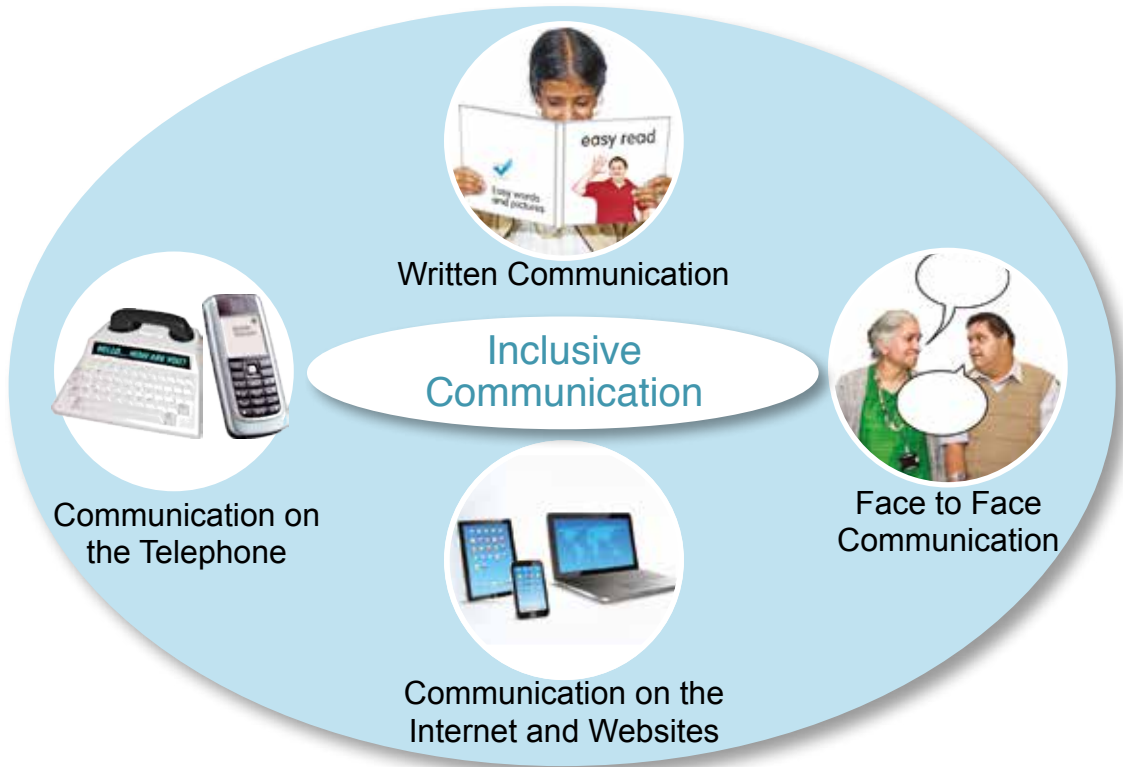 easy read
Easy words
and pictures
Written Communication
HELLO... HOW ARE YOU?
Inclusive
Communication
Communication on
the Telephone
Face to Face
Communication
Communication on the
Internet and Websites